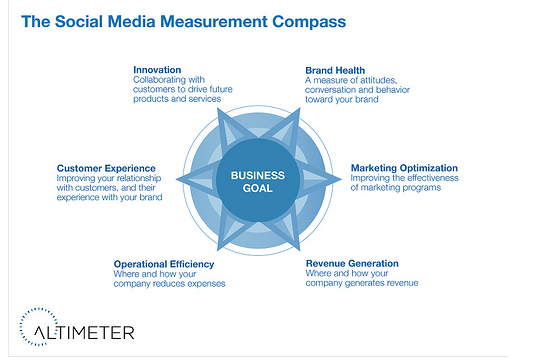 The Social Media Measurement Compass
Innovation
Collaborating with
customers to drive future
products and services
Brand Health
A measure of attitudes,
conversation and behavior
toward your brand
Customer Experience
Improving your relationship
with customers, and their
experience with your brand
BUSINESS
GOAL
Marketing Optimization
Improving the effectiveness
of marketing programs
Operational Efficiency
Where and how your
company reduces expenses
Revenue Generation
Where and how your
company generates revenue
ALTIMETER